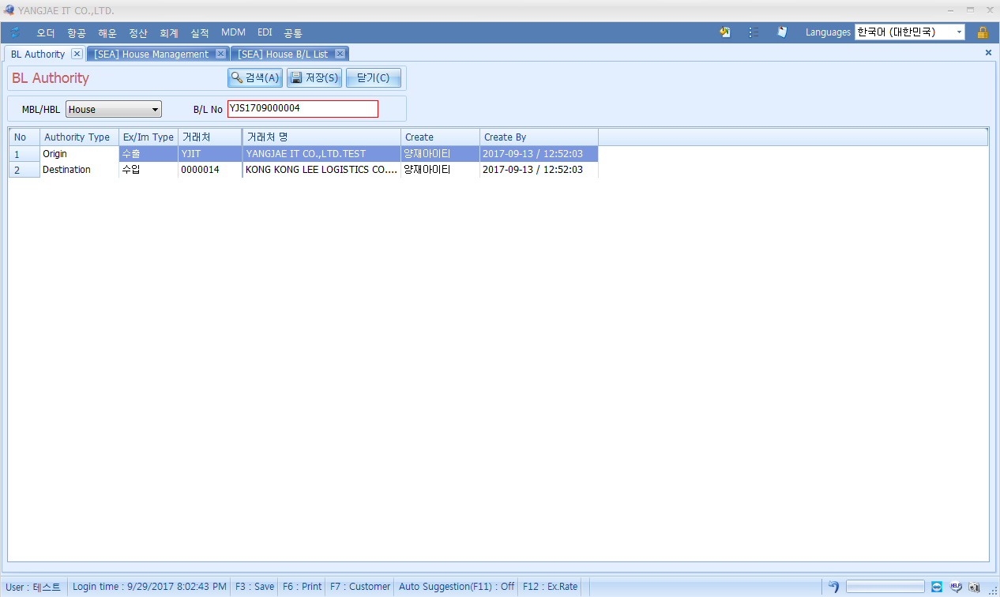 YANGJAE IT CO.,LTD.
오더 항공 해운 정산 회계 실적 MDM EDI 공통 Languages 한국어 (대한민국)
BL Authority [SEA] House Management [SEA] House B/L List
BL Authority 검색(A) 저장(S) 닫기(C)
MBL/HBL House B/L No YJS1709000004
No Authority Type Ex/Im Type 거래처 거래처 명 Create Create By
1 Origin 수출 YJIT YANGJAE IT CO.,LTD.TEST 양재아이티 2017-09-13 / 12:52:03
2 Destination 수입 0000014 KONG KONG LEE LOGISTICS CO.... 양재아이티 2017-09-13 / 12:52:03
User : 테스트 Login time : 9/29/2017 8:02:43 PM F3 : Save F6 : Print F7 : Customer Auto Suggestion(F11) : Off F12 : Ex.Rate HELP